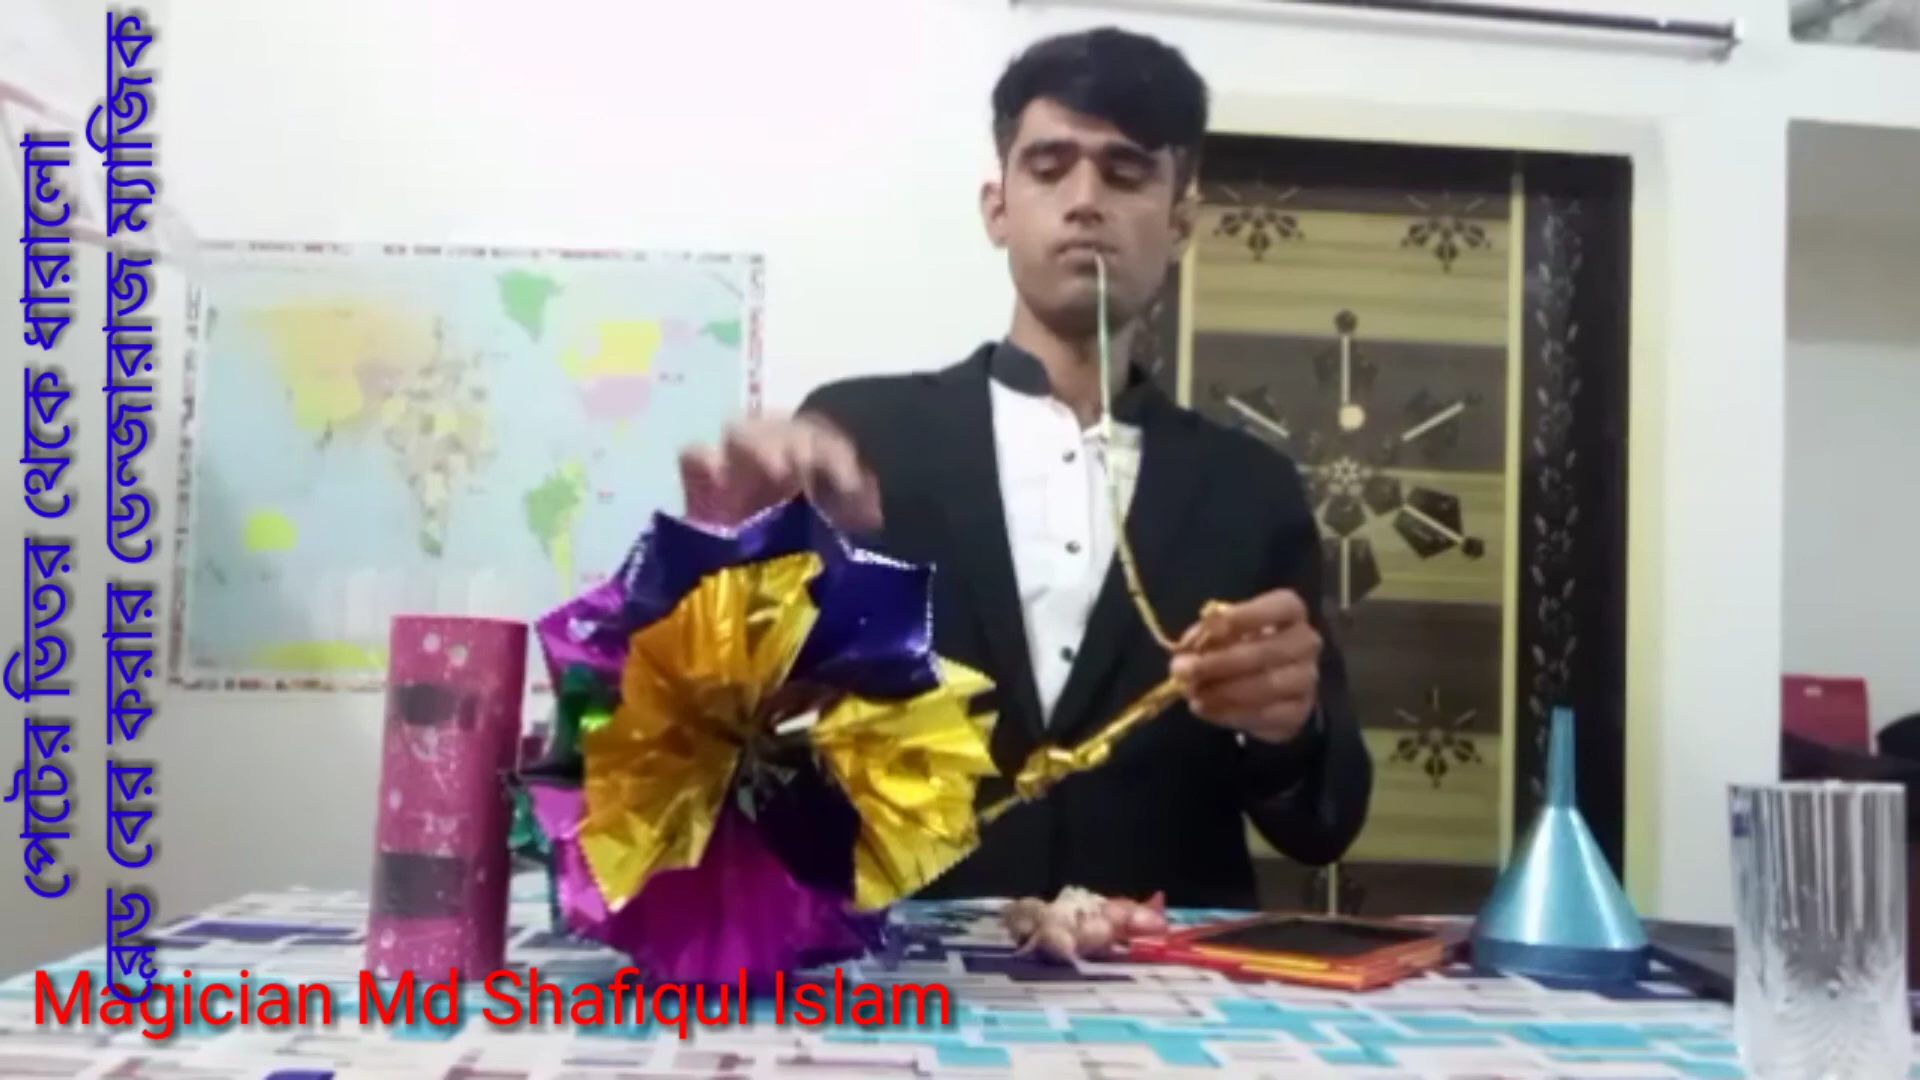 পেটের ভিতর থেকে ধারালো
ব্লেড বের করার ডেন্জারাজ ম্যাজিক
Magician Md Shafiqul Islam